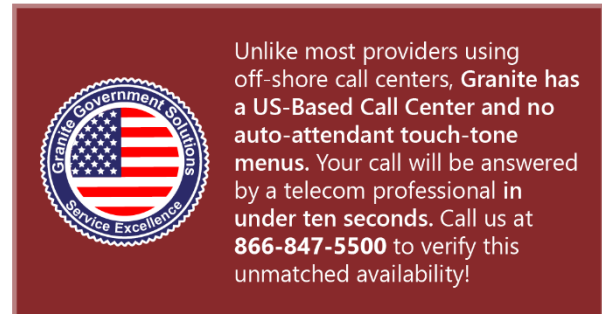 Granite Government Solutions
Service Excellence
Unlike most providers using
off-shore call centers, Granite has
a US-Based Call Center and no
auto-attendant touch-tone
menus. Your call will be answered
by a telecom professional in
under ten seconds. Call us at
866-847-5500 to verify this
unmatched availability!